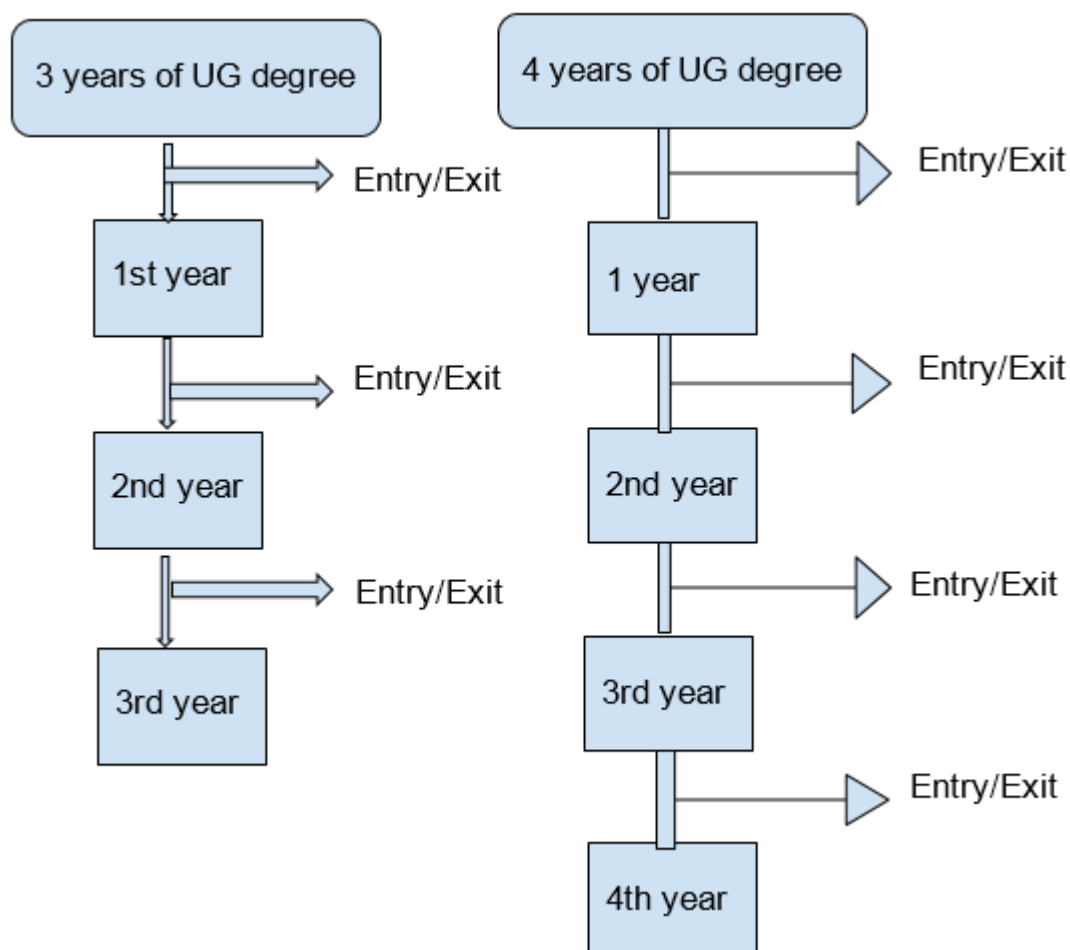 3 years of UG degree
Entry/Exit
1st year
Entry/Exit
2nd year
Entry/Exit
3rd year
4 years of UG degree
Entry/Exit
1 year
Entry/Exit
2nd year
Entry/Exit
3rd year
Entry/Exit
4th year